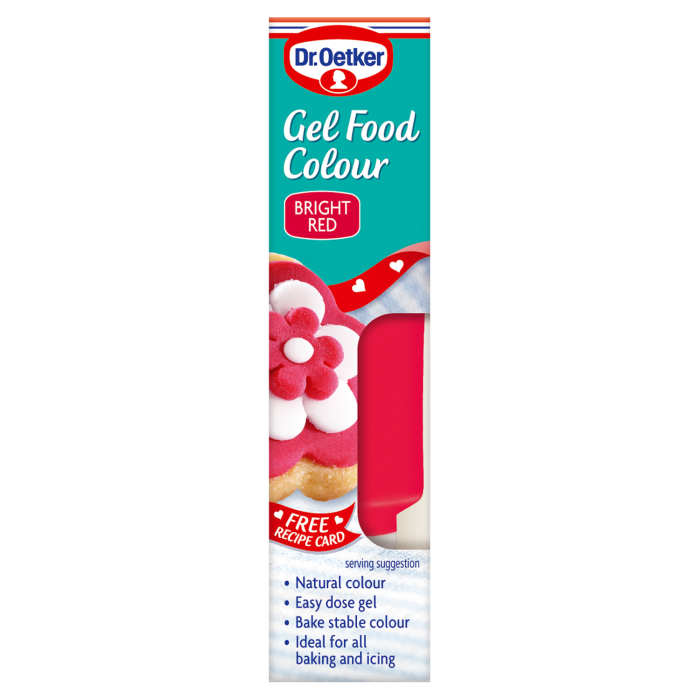 Dr.Oetker
Gel Food
Colour
BRIGHT
RED
FREE
RECIPE CARD
serving suggestion
• Natural colour
• Easy dose gel
• Bake stable colour
• Ideal for all
baking and icing